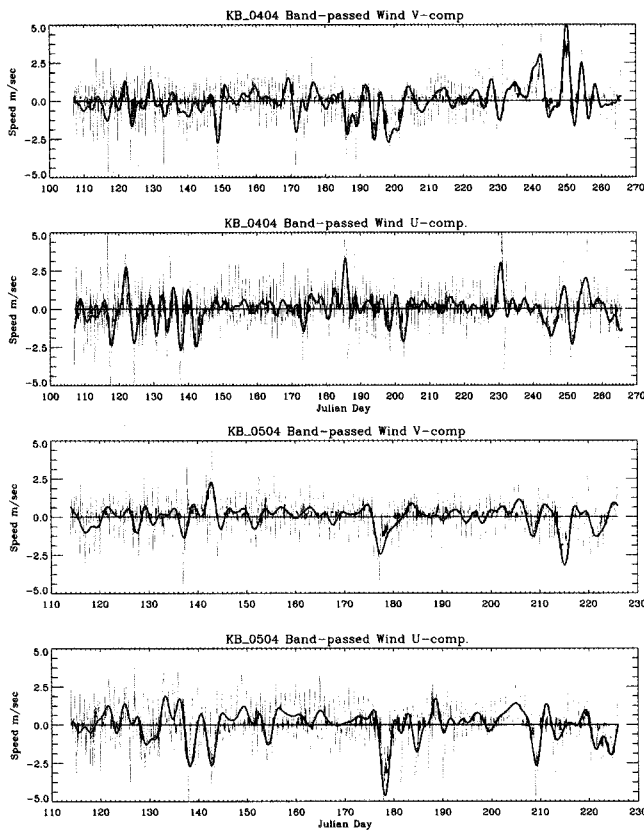 KB_0404 Band-passed Wind V-comp
Speed m/sec
5.0
2.5
0.0
-2.5
-5.0
100 110 120 130 140 150 160 170 180 190 200 210 220 230 240 250 260 270
KB_0404 Band-passed Wind U-comp.
Speed m/sec
5.0
2.5
0.0
-2.5
-5.0
100 110 120 130 140 150 160 170 180 190 200 210 220 230 240 250 260 270
Julian Day
KB_0504 Band-passed Wind V-comp
Speed m/sec
5.0
2.5
0.0
-2.5
-5.0
110 120 130 140 150 160 170 180 190 200 210 220 230
KB_0504 Band-passed Wind U-comp.
Speed m/sec
5.0
2.5
0.0
-2.5
-5.0
110 120 130 140 150 160 170 180 190 200 210 220 230
Julian Day